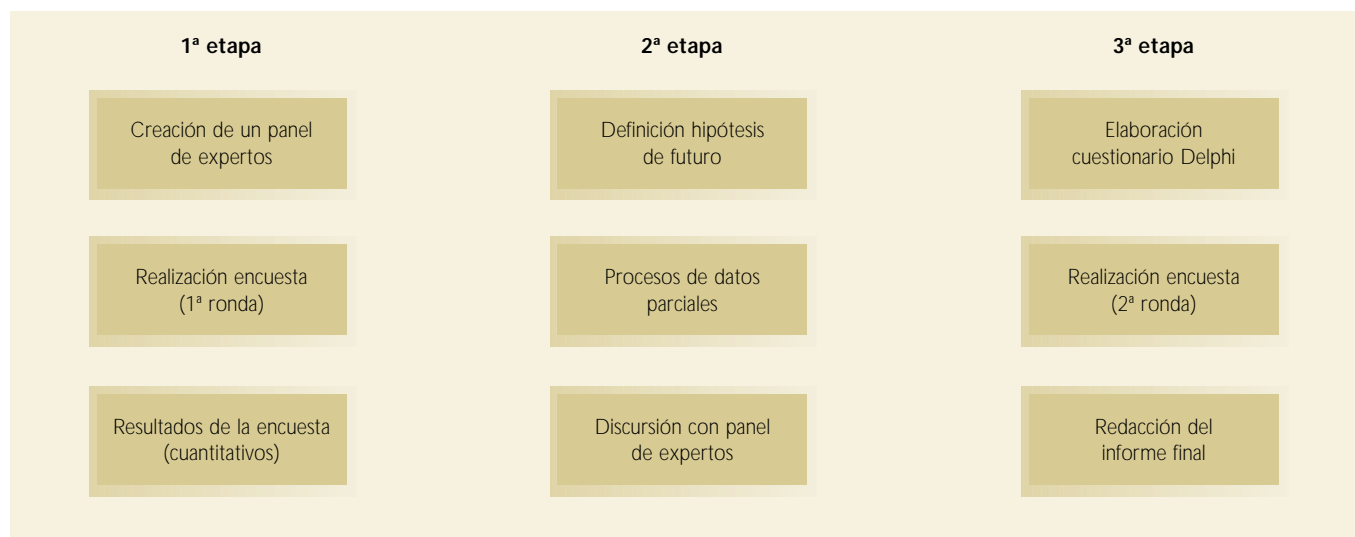 1ª etapa
2ª etapa
3ª etapa
Creación de un panel
de expertos
Definición hipótesis
de futuro
Elaboración
cuestionario Delphi
Realización encuesta
(1ª ronda)
Procesos de datos
parciales
Realización encuesta
(2ª ronda)
Resultados de la encuesta
(cuantitativos)
Discursión con panel
de expertos
Redacción del
informe final